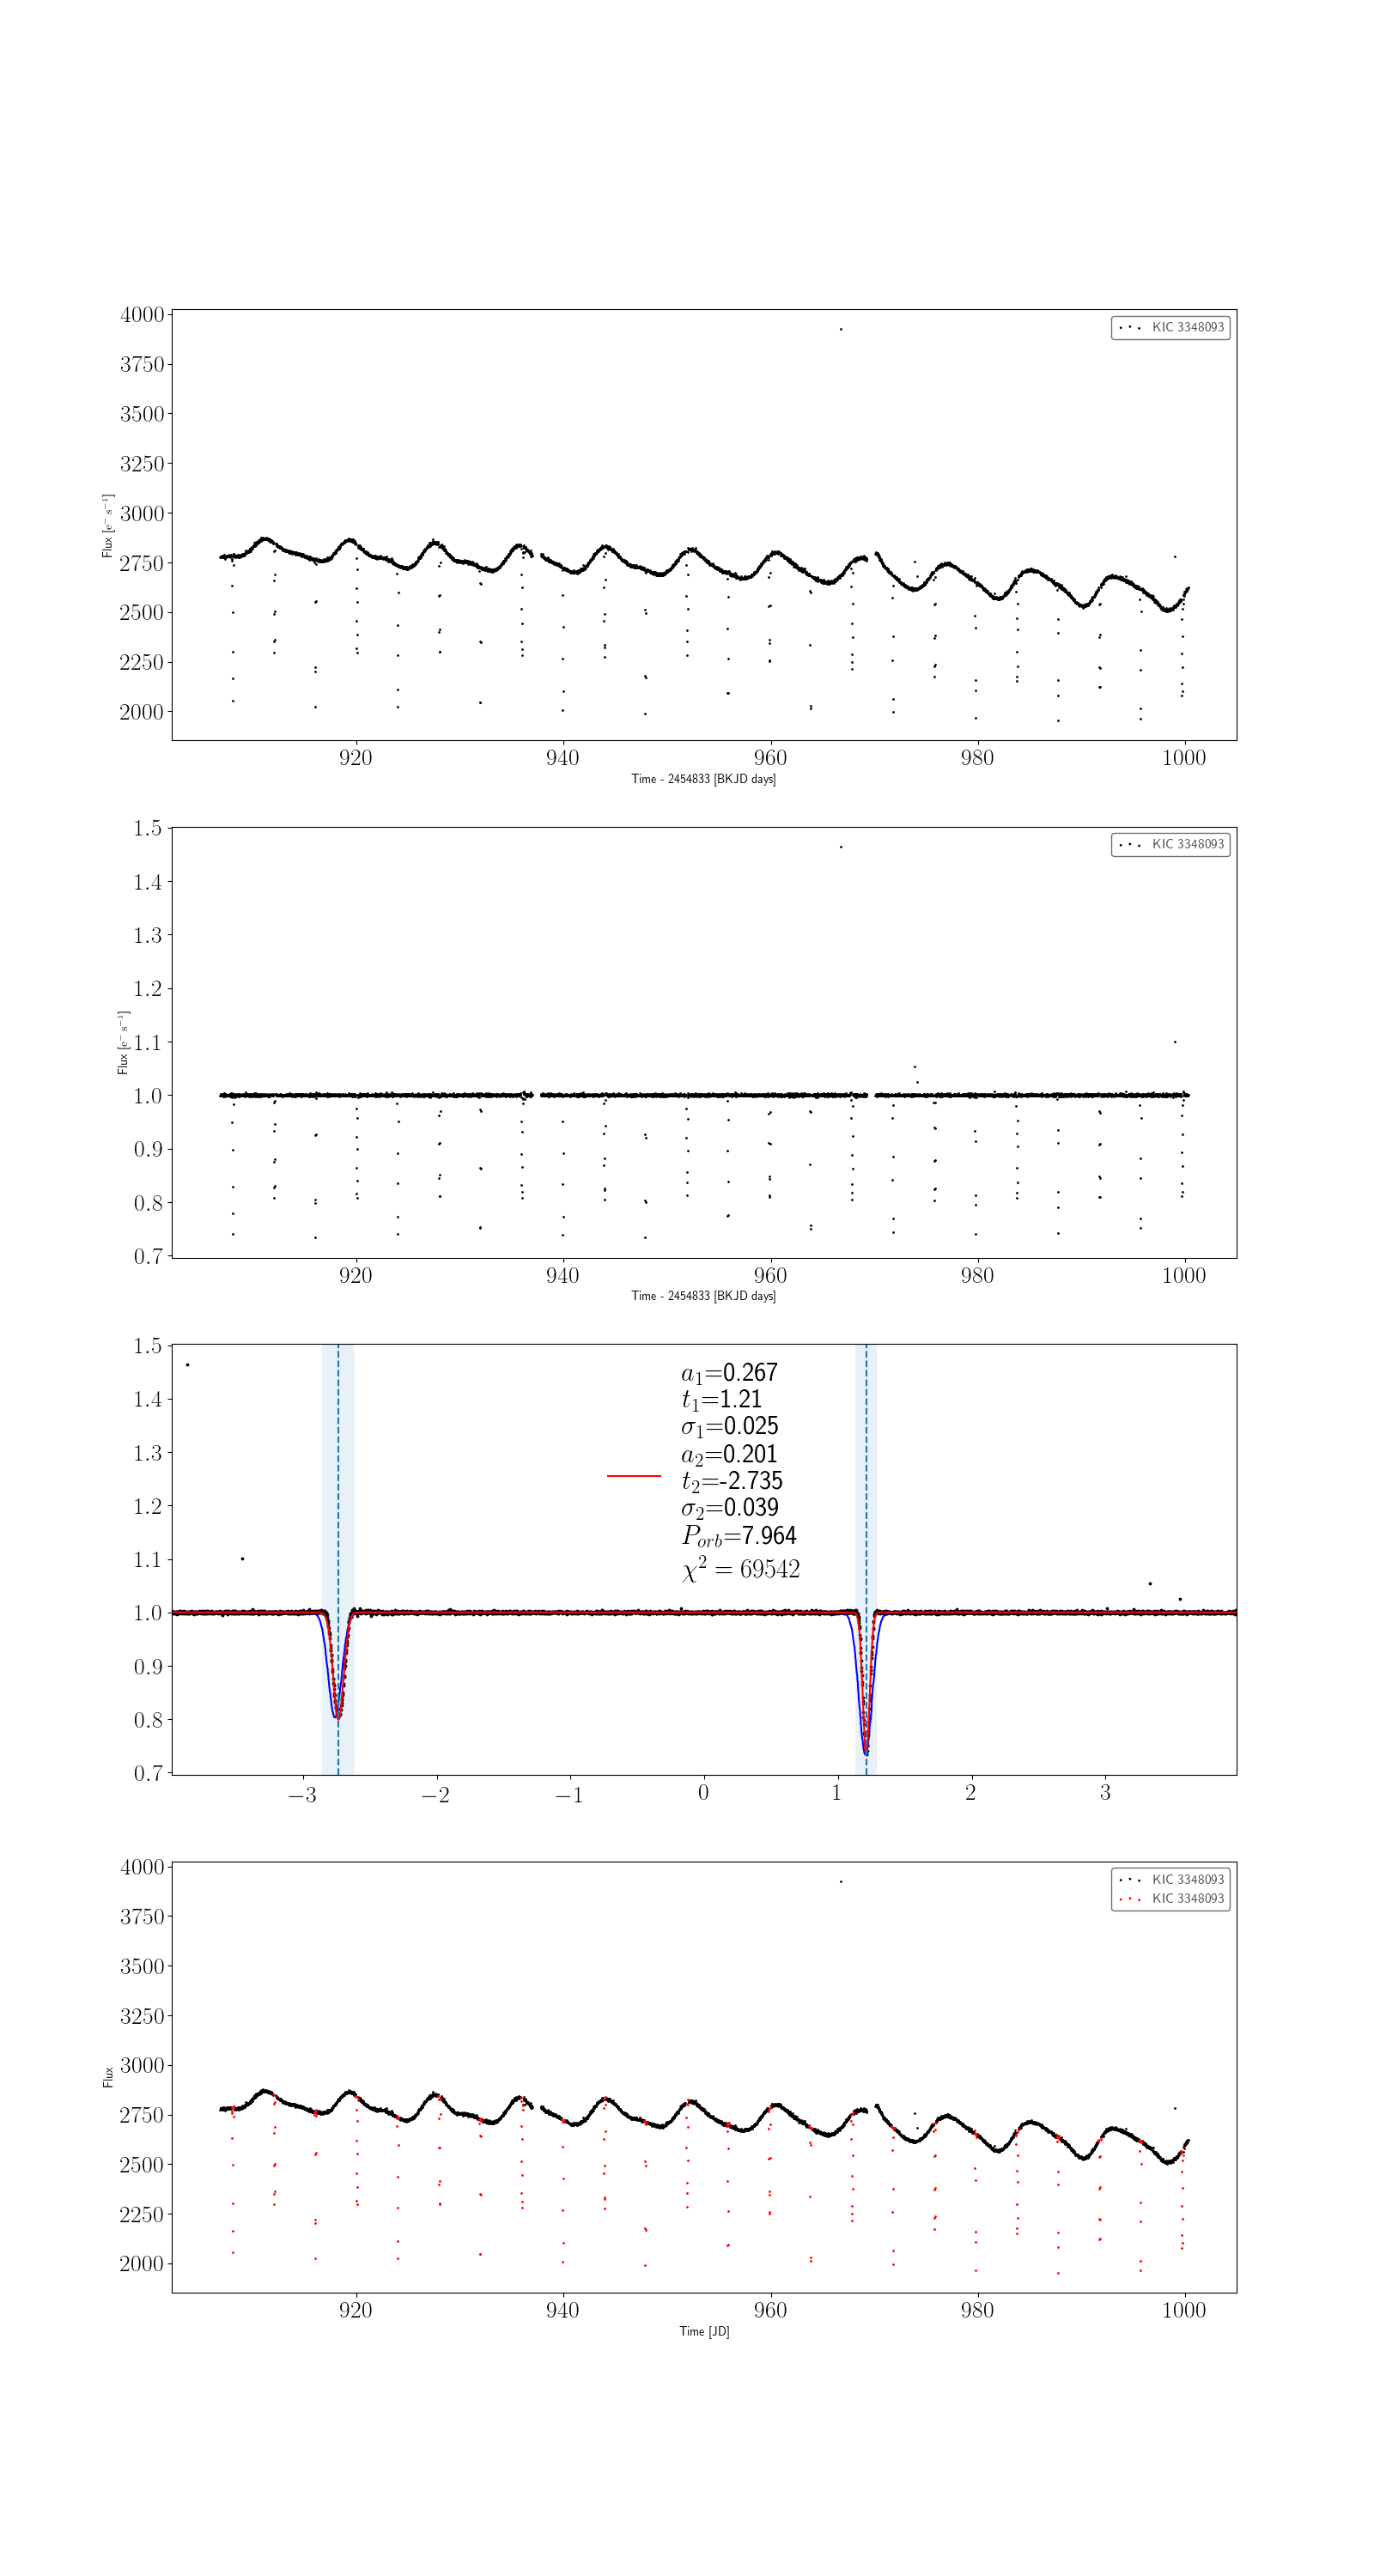 4000
3750
3500
3250
3000
2750
2500
2250
2000
Flux [e⁻ s⁻¹]
KIC 3348093
920 940 960 980 1000
Time - 2454833 [BKJD days]
1.5
1.4
1.3
1.2
1.1
1.0
0.9
0.8
0.7
Flux [e⁻ s⁻¹]
KIC 3348093
920 940 960 980 1000
Time - 2454833 [BKJD days]
1.5
1.4
1.3
1.2
1.1
1.0
0.9
0.8
0.7
a₁=0.267
t₁=1.21
σ₁=0.025
a₂=0.201
t₂=-2.735
σ₂=0.039
P_orb=7.964
χ² = 69542
−3 −2 −1 0 1 2 3
4000
3750
3500
3250
3000
2750
2500
2250
2000
Flux
KIC 3348093
KIC 3348093
920 940 960 980 1000
Time [JD]